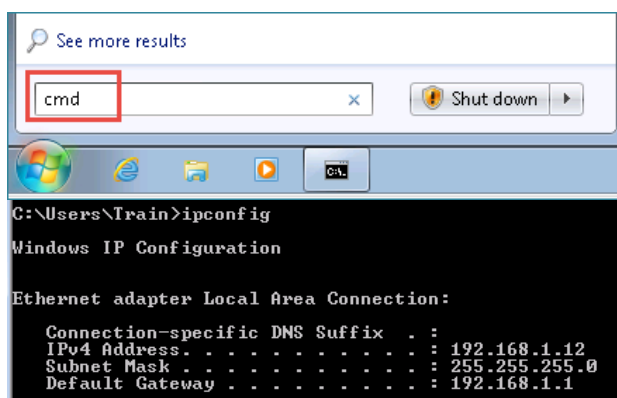 See more results
cmd
Shut down
C:\.
C:\Users\Train>ipconfig
Windows IP Configuration
Ethernet adapter Local Area Connection:
Connection-specific DNS Suffix . :
IPv4 Address. . . . . . . . . . . : 192.168.1.12
Subnet Mask . . . . . . . . . . . : 255.255.255.0
Default Gateway . . . . . . . . . : 192.168.1.1